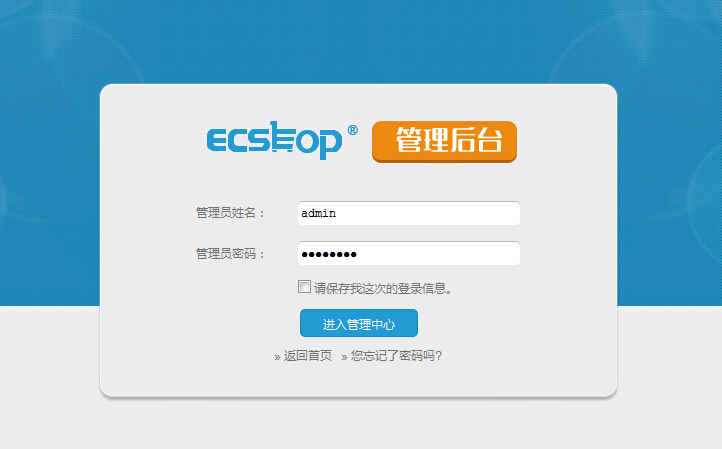 ECShop® 管理后台
管理员姓名： admin
管理员密码： ●●●●●●●●
请保存我这次的登录信息。
进入管理中心
» 返回首页 » 您忘记了密码吗?